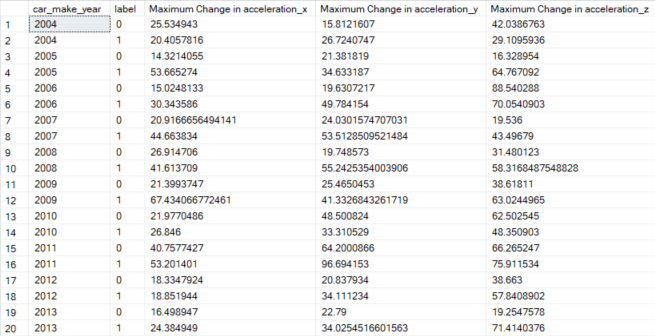 car_make_year label Maximum Change in acceleration_x Maximum Change in acceleration_y Maximum Change in acceleration_z
1 2004 0 25.534943 15.8121607 42.0386763
2 2004 1 20.4057816 26.7240747 29.1095936
3 2005 0 14.3214055 21.381819 16.328954
4 2005 1 53.665274 34.633187 64.767092
5 2006 0 15.0248133 19.6307217 88.540288
6 2006 1 30.343586 49.784154 70.0540903
7 2007 0 20.9166656494141 24.0301574707031 19.536
8 2007 1 44.663834 53.5128509521484 43.49679
9 2008 0 26.914706 19.748573 31.480123
10 2008 1 41.613709 55.2425354003906 58.3168487548828
11 2009 0 21.3993747 25.4650453 38.61811
12 2009 1 67.434066772461 41.3326843261719 63.0244965
13 2010 0 21.9770486 48.500824 62.502545
14 2010 1 26.846 33.310529 48.350903
15 2011 0 40.7577427 64.2000866 66.265247
16 2011 1 53.201401 96.694153 75.911534
17 2012 0 18.3347924 20.837934 38.663
18 2012 1 18.851944 34.111234 57.8408902
19 2013 0 16.498947 22.79 19.2547578
20 2013 1 24.384949 34.0254516601563 71.4140376